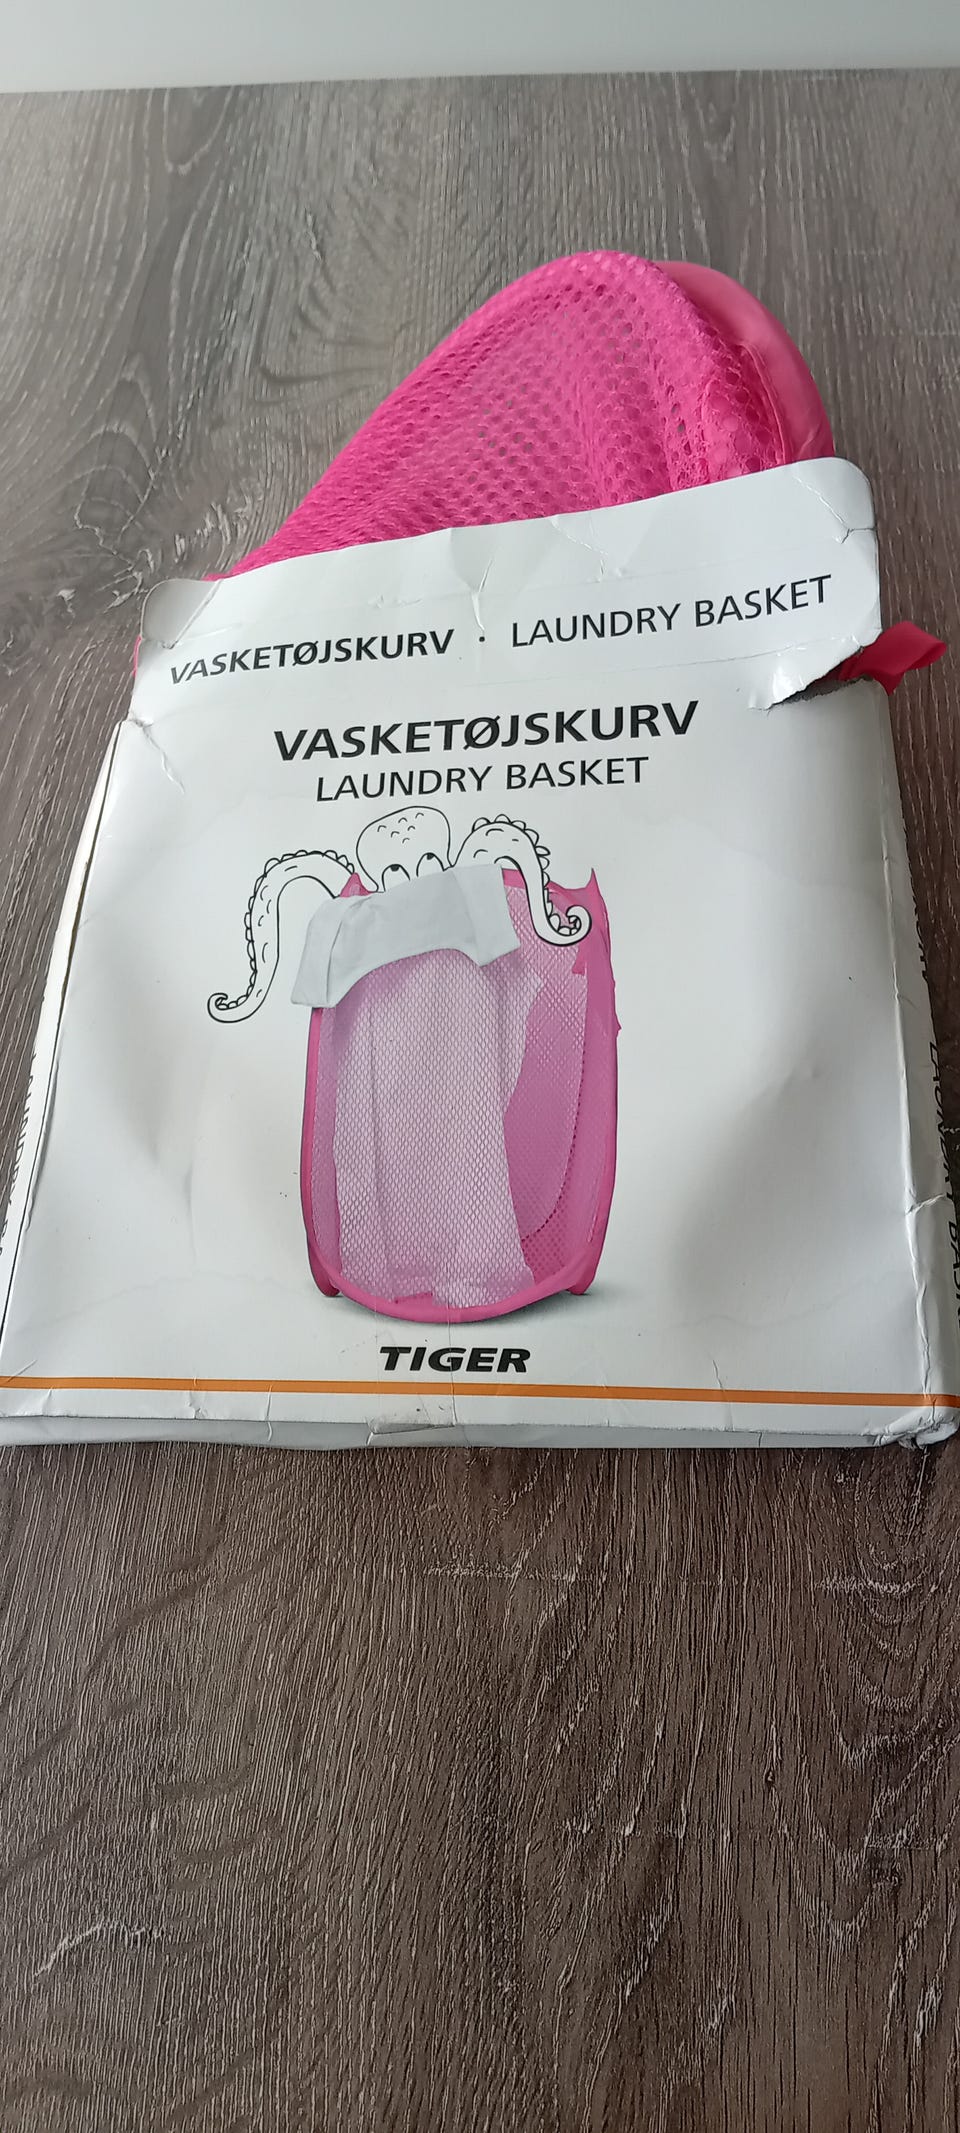 VASKETØJSKURV · LAUNDRY BASKET
VASKETØJSKURV
LAUNDRY BASKET
TIGER